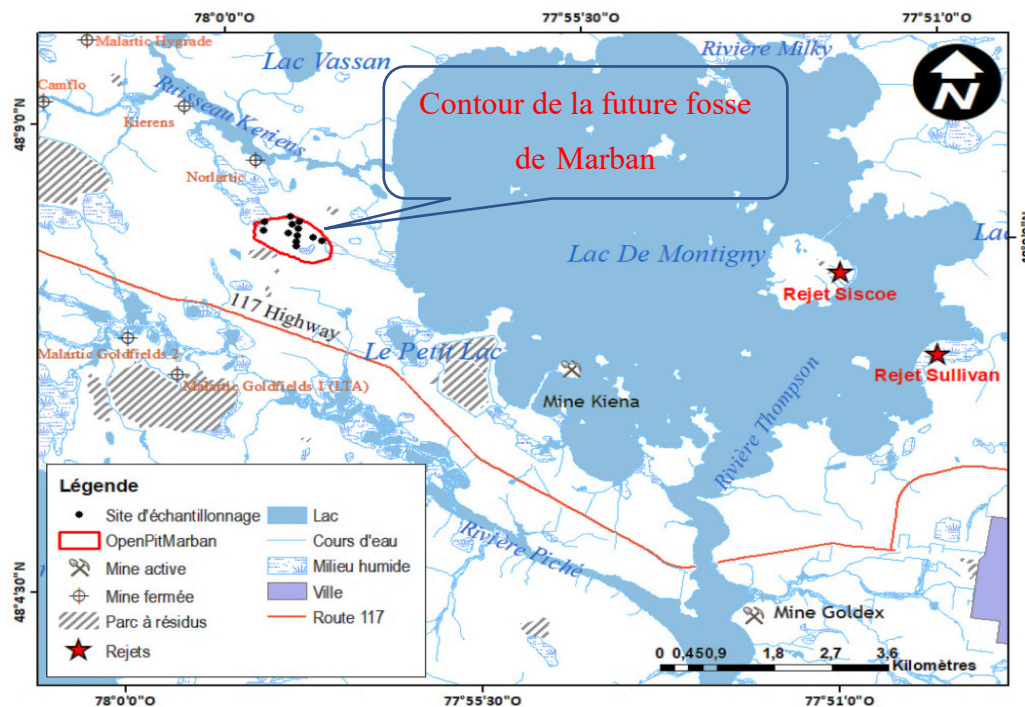 78°0'0"O
77°55'30"O
77°51'0"O
Malartic Hygrade
Lac Vassan
Rivière Milky
N
Camflo
Ruisseau Keriens
Kierens
Contour de la future fosse
de Marban
48°9'0"N
Norlartic
Lac De Montigny
Lac
Rejet Siscoe
117 Highway
Malartic Goldfields 2
Le Petit Lac
Rejet Sullivan
Malartic Goldfields 1 (LTA)
Mine Kiena
Rivière Thompson
Légende
Site d'échantillonnage
OpenPitMarban
Mine active
Mine fermée
Parc à résidus
Rejets
Lac
Cours d'eau
Milieu humide
Ville
Route 117
Rivière Piché
48°4'30"N
Mine Goldex
0 0,45 0,9 1,8 2,7 3,6
Kilomètres
78°0'0"O
77°55'30"O
77°51'0"O